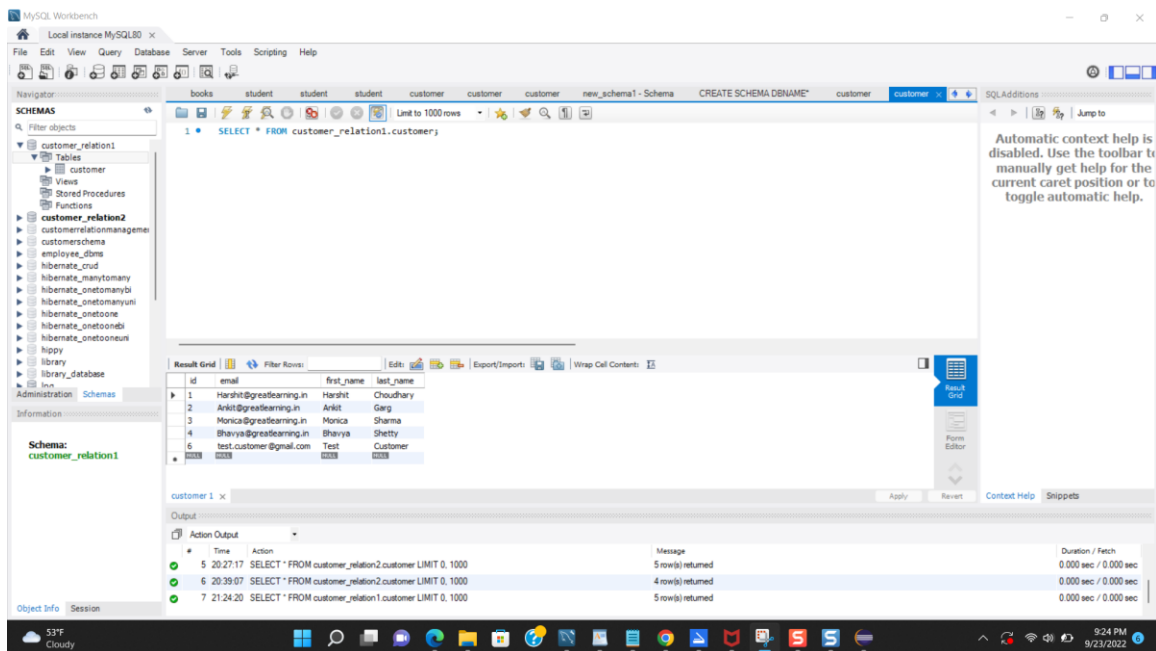 MySQL Workbench
Local instance MySQL80 ×
File Edit View Query Database Server Tools Scripting Help
Navigator
SCHEMAS
Filter objects
customer_relation1
Tables
customer
Views
Stored Procedures
Functions
customer_relation2
customerrelationmanagemen
customerschema
employee_dbms
hibernate_crud
hibernate_manytomany
hibernate_onetomanybi
hibernate_onetomanyuni
hibernate_onetoone
hibernate_onetoonebi
hibernate_onetooneuni
hippy
library
library_database
Administration Schemas
Information
Schema:
customer_relation1
Object Info Session
books student student student customer customer customer new_schema1 - Schema CREATE SCHEMA DBNAME* customer customer ×
Limit to 1000 rows
1 SELECT * FROM customer_relation1.customer;
Result Grid Filter Rows: Edit: Export/Import: Wrap Cell Content:
id email first_name last_name
1 Harshit@greatlearning.in Harshit Choudhary
2 Ankit@greatlearning.in Ankit Garg
3 Monica@greatlearning.in Monica Sharma
4 Bhavya@greatlearning.in Bhavya Shetty
6 test.customer@gmail.com Test Customer
NULL NULL NULL NULL
Result Grid
Form Editor
customer 1 ×
Apply Revert
SQLAdditions
Jump to
Automatic context help is
disabled. Use the toolbar to
manually get help for the
current caret position or to
toggle automatic help.
Context Help Snippets
Output
Action Output
# Time Action Message Duration / Fetch
5 20:27:17 SELECT * FROM customer_relation2.customer LIMIT 0, 1000 5 row(s) returned 0.000 sec / 0.000 sec
6 20:39:07 SELECT * FROM customer_relation2.customer LIMIT 0, 1000 4 row(s) returned 0.000 sec / 0.000 sec
7 21:24:20 SELECT * FROM customer_relation1.customer LIMIT 0, 1000 5 row(s) returned 0.000 sec / 0.000 sec
53°F
Cloudy
9:24 PM
9/23/2022
6